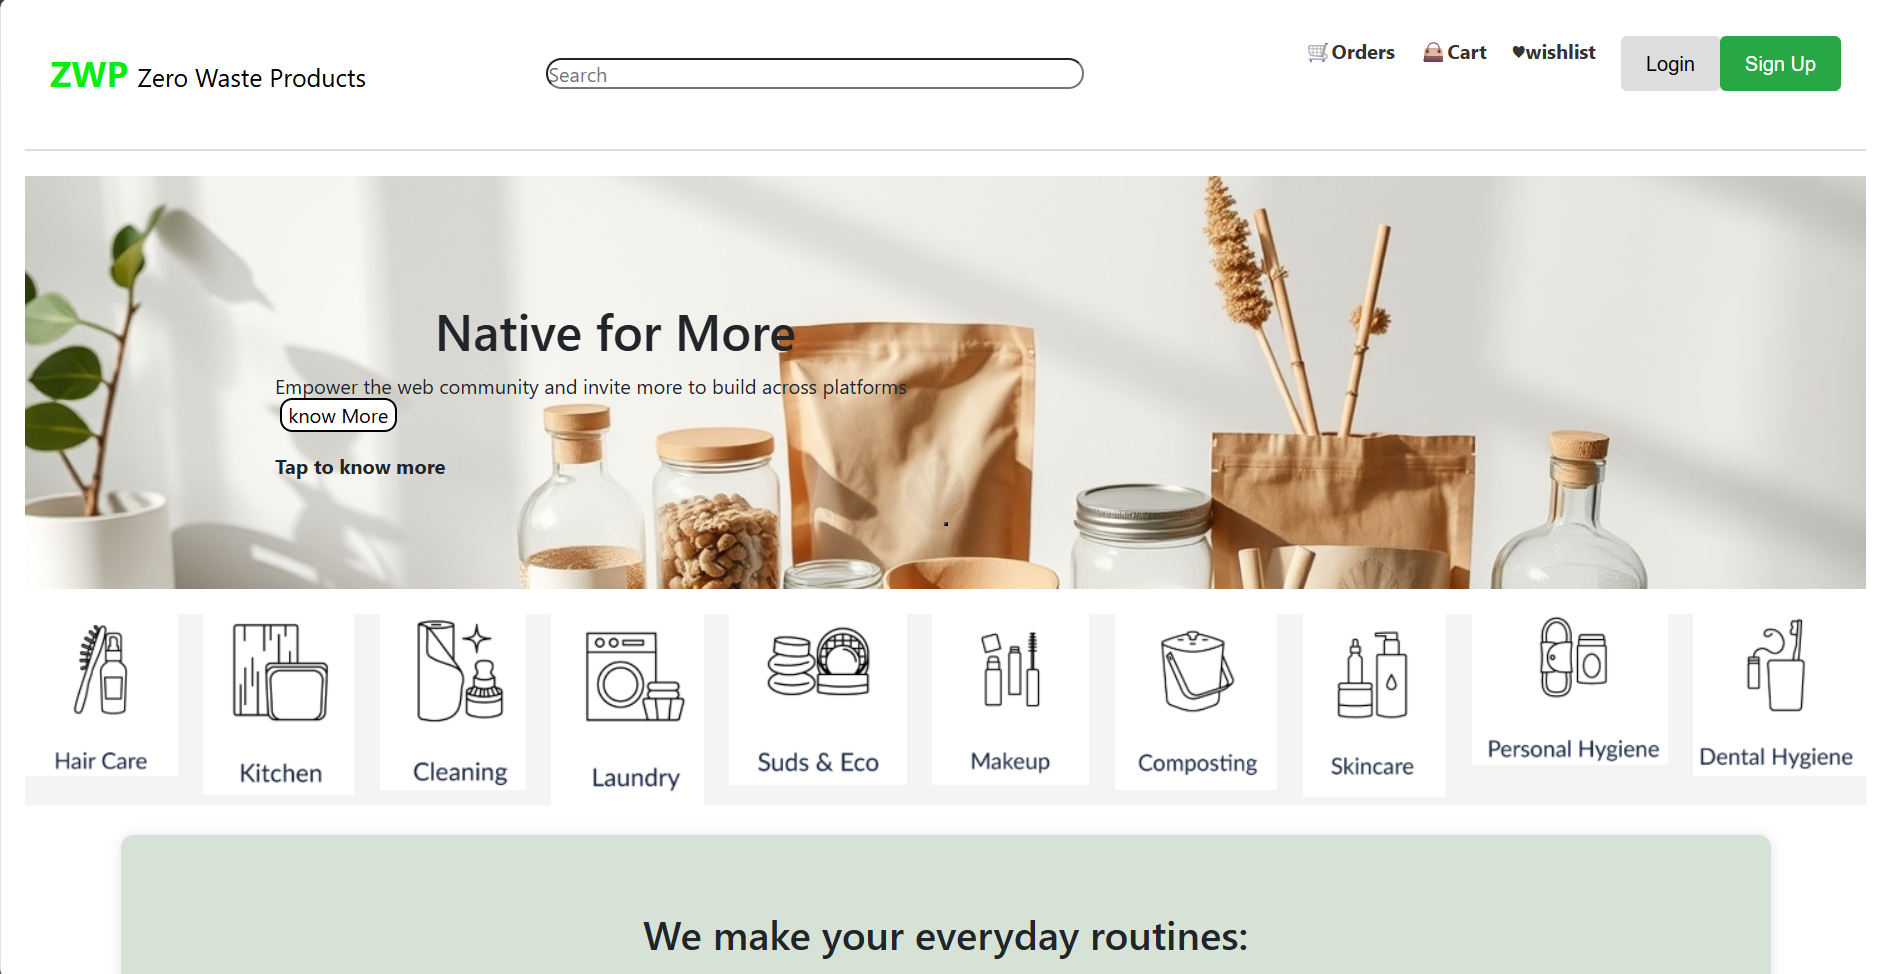 ZWP Zero Waste Products
Search
🛒Orders
👜Cart
♥wishlist
Login
Sign Up
Native for More
Empower the web community and invite more to build across platforms
know More
Tap to know more
Hair Care
Kitchen
Cleaning
Laundry
Suds & Eco
Makeup
Composting
Skincare
Personal Hygiene
Dental Hygiene
We make your everyday routines: